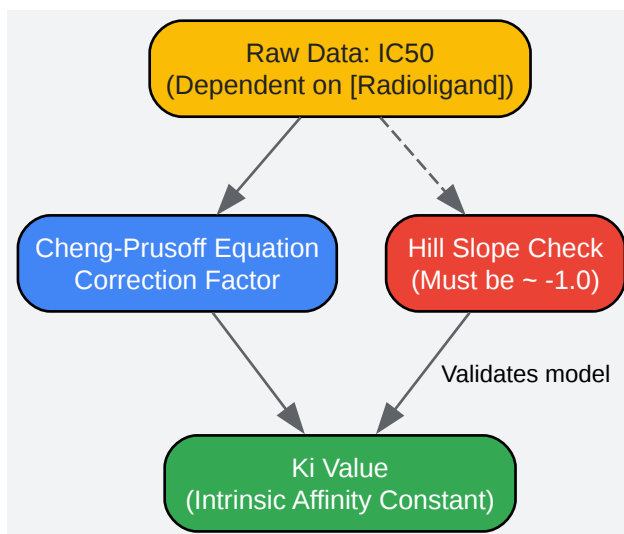 Raw Data: IC50
(Dependent on [Radioligand])
Cheng-Prusoff Equation
Correction Factor
Hill Slope Check
(Must be ~ -1.0)
Validates model
Ki Value
(Intrinsic Affinity Constant)